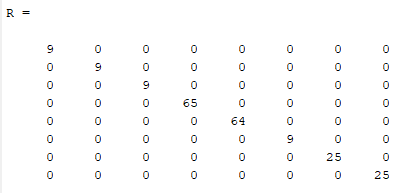 R =
9 0 0 0 0 0 0 0
0 9 0 0 0 0 0 0
0 0 9 0 0 0 0 0
0 0 0 65 0 0 0 0
0 0 0 0 64 0 0 0
0 0 0 0 0 9 0 0
0 0 0 0 0 0 25 0
0 0 0 0 0 0 0 25